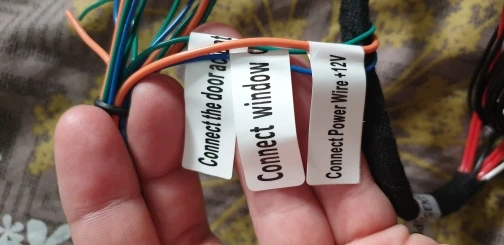 Connect the door
Connect window
Connect Power Wire +12V